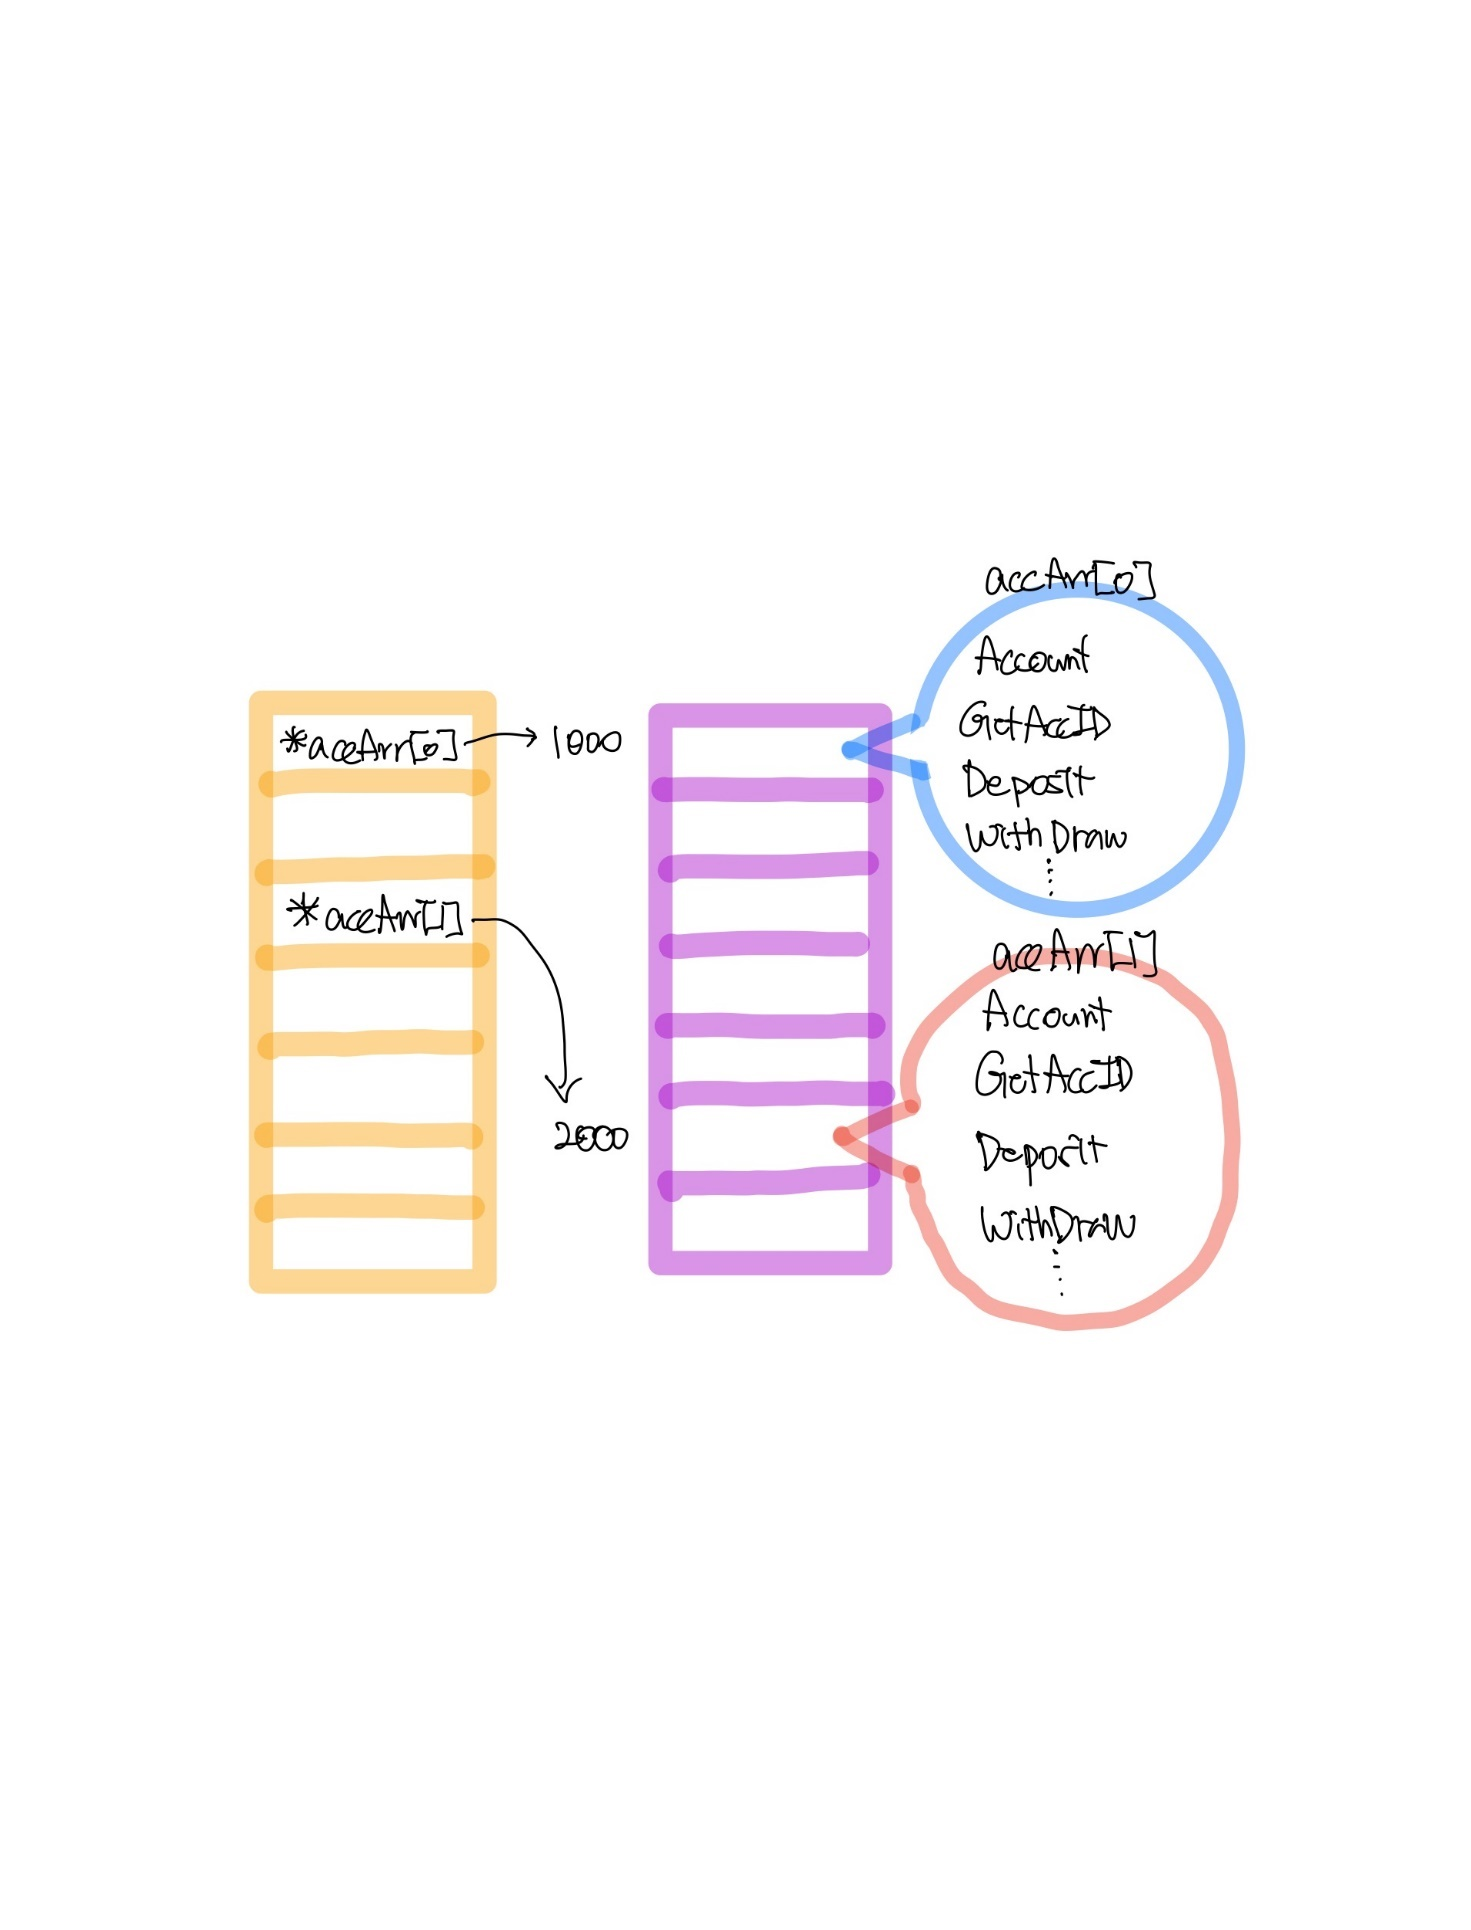 *accArr[0] → 1000
*accArr[1]
2000
accArr[0]
Account
GetAccID
Deposit
WithDraw
accArr[1]
Account
GetAccID
Deposit
WithDraw